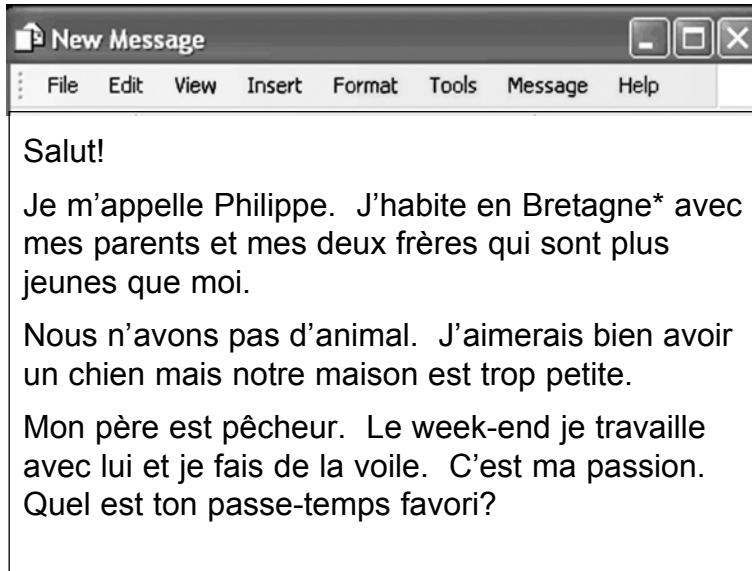 New Message
File Edit View Insert Format Tools Message Help
Salut!
Je m’appelle Philippe. J’habite en Bretagne* avec
mes parents et mes deux frères qui sont plus
jeunes que moi.
Nous n’avons pas d’animal. J’aimerais bien avoir
un chien mais notre maison est trop petite.
Mon père est pêcheur. Le week-end je travaille
avec lui et je fais de la voile. C’est ma passion.
Quel est ton passe-temps favori?